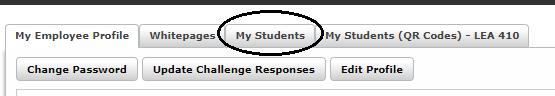 My Employee Profile Whitepages My Students My Students (QR Codes) - LEA 410
Change Password Update Challenge Responses Edit Profile